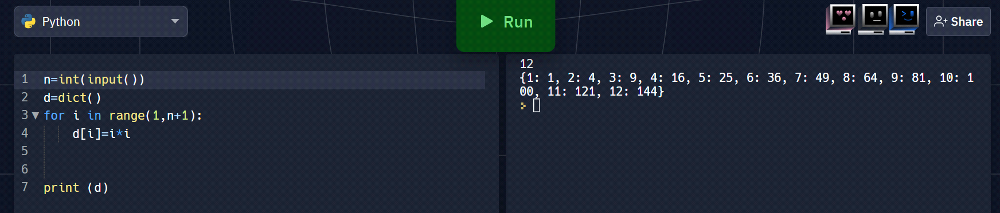 Python
Run
Share
1 n=int(input())
2 d=dict()
3 for i in range(1,n+1):
4 d[i]=i*i
5
6
7 print (d)
12
{1: 1, 2: 4, 3: 9, 4: 16, 5: 25, 6: 36, 7: 49, 8: 64, 9: 81, 10: 1
00, 11: 121, 12: 144}